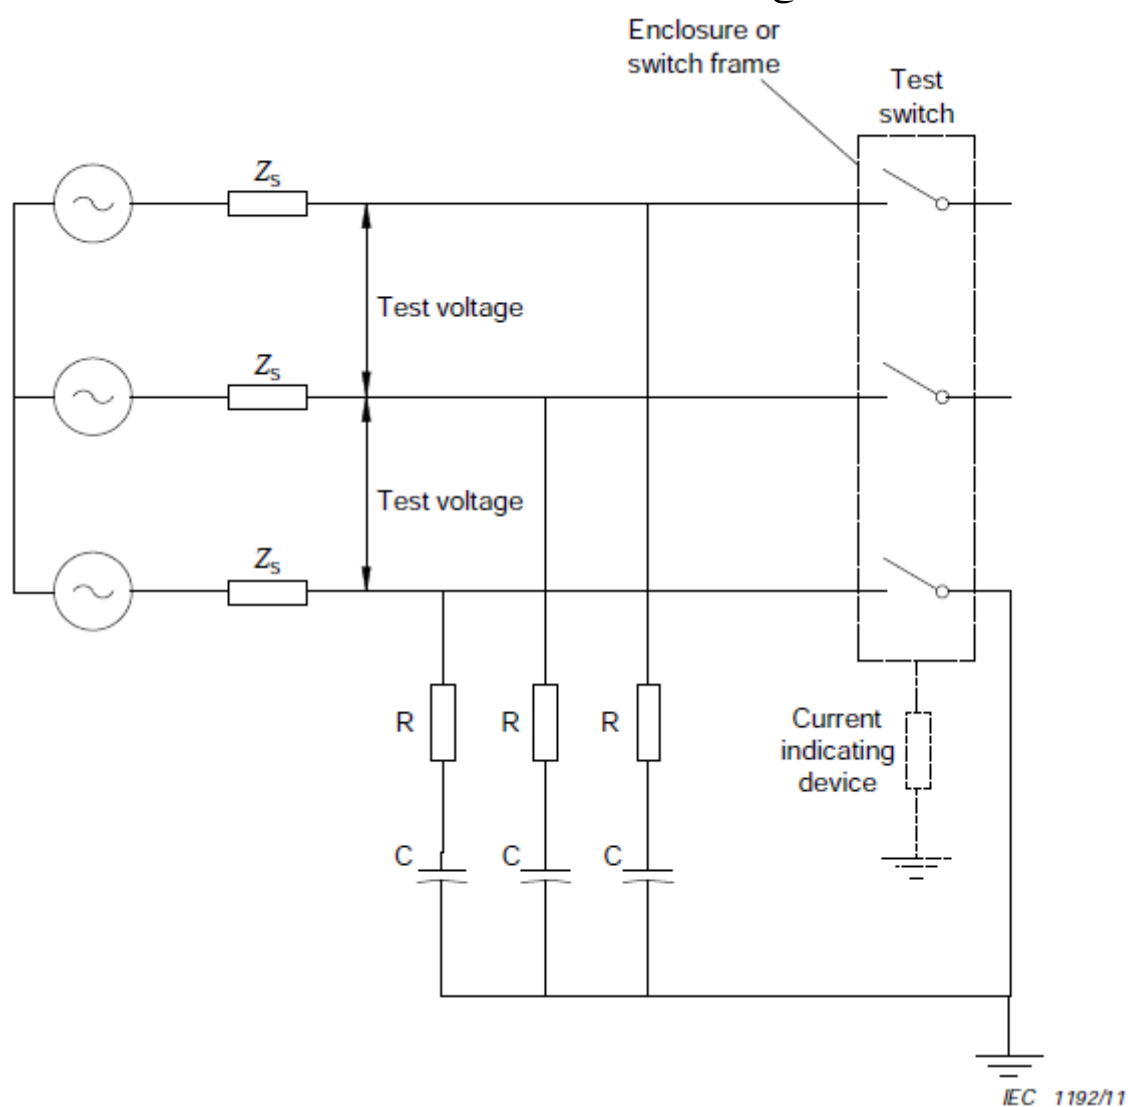 Enclosure or
switch frame
Test
switch
Zs
Test voltage
Zs
Test voltage
Zs
R
R
R
Current
indicating
device
C
C
C
IEC 1192/11